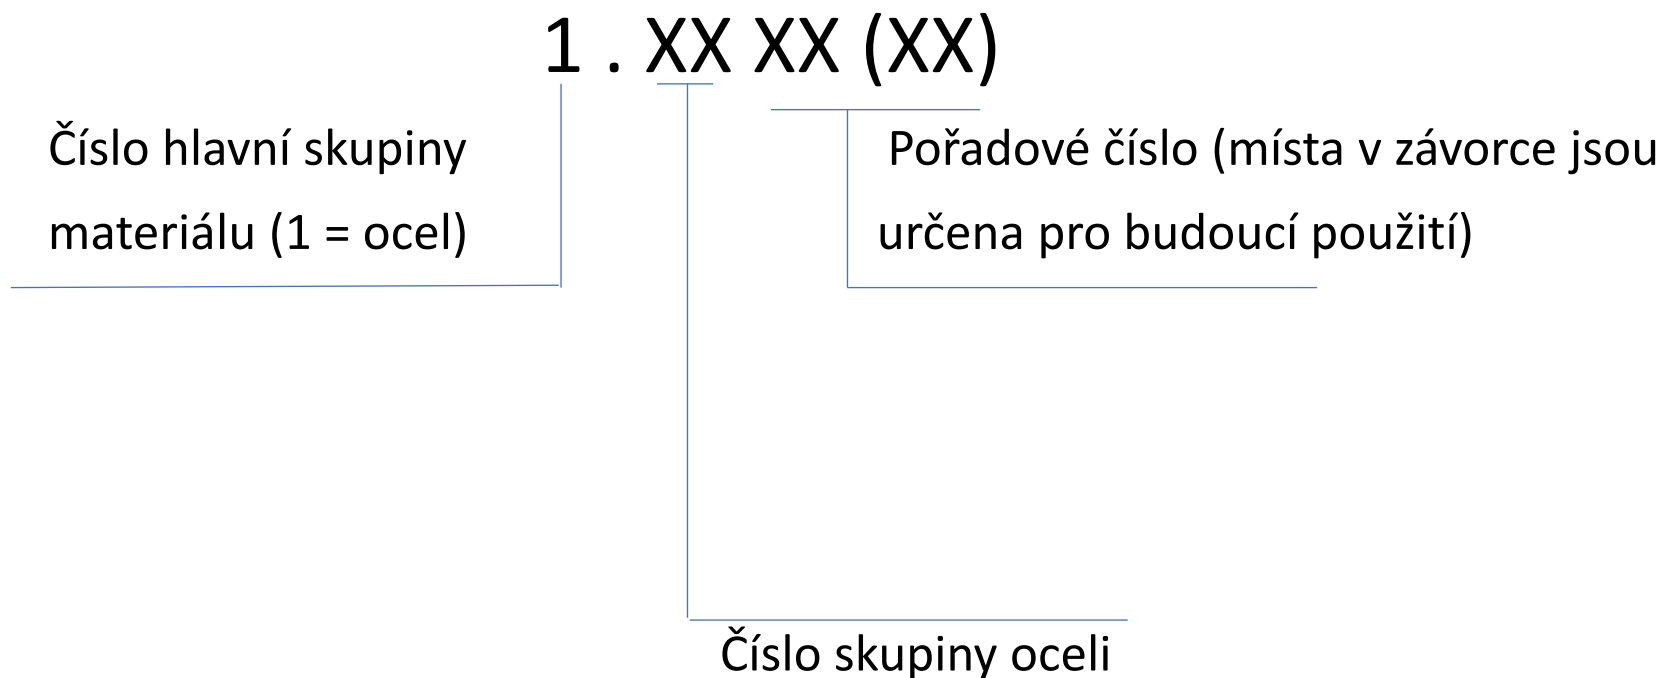 1 . XX XX (XX)
Číslo hlavní skupiny
materiálu (1 = ocel)
Pořadové číslo (místa v závorce jsou
určena pro budoucí použití)
Číslo skupiny oceli